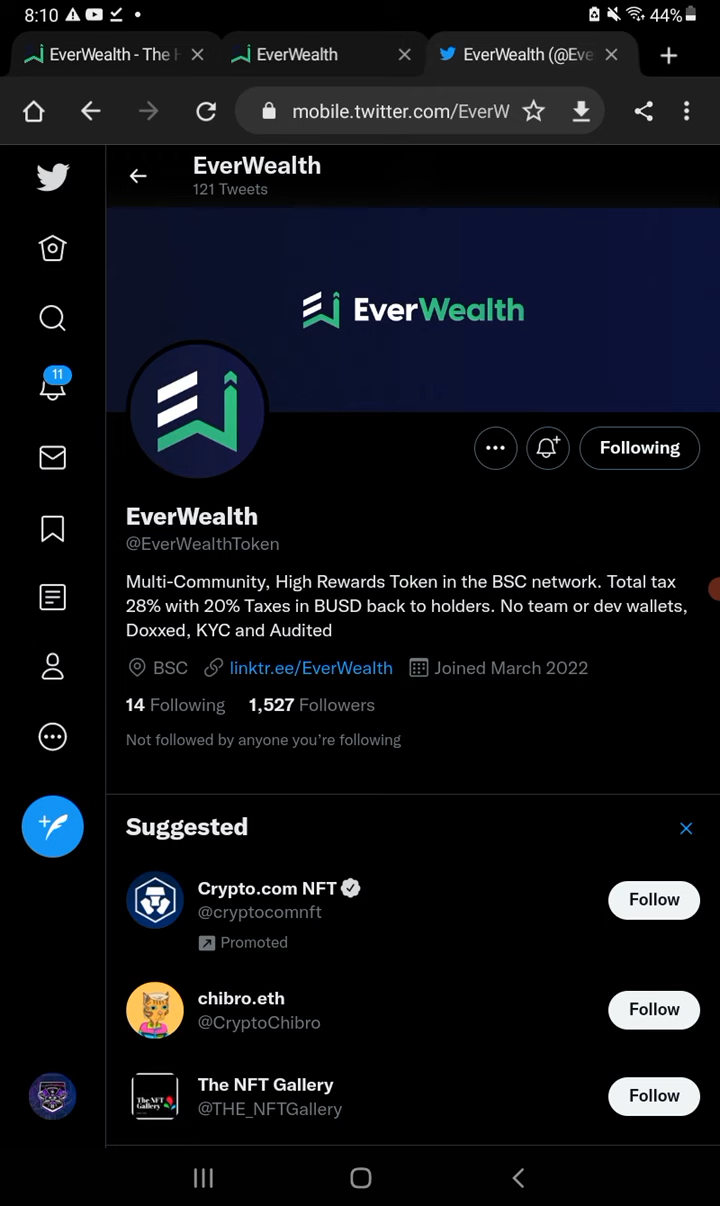 8:10
44%
EverWealth - The H
EverWealth
EverWealth (@Eve
mobile.twitter.com/EverW
EverWealth
121 Tweets
EverWealth
11
Following
EverWealth
@EverWealthToken
Multi-Community, High Rewards Token in the BSC network. Total tax
28% with 20% Taxes in BUSD back to holders. No team or dev wallets,
Doxxed, KYC and Audited
BSC linktr.ee/EverWealth Joined March 2022
14 Following 1,527 Followers
Not followed by anyone you're following
Suggested
Crypto.com NFT
@cryptocomnft
Promoted
Follow
chibro.eth
@CryptoChibro
Follow
The NFT
Gallery
The NFT Gallery
@THE_NFTGallery
Follow